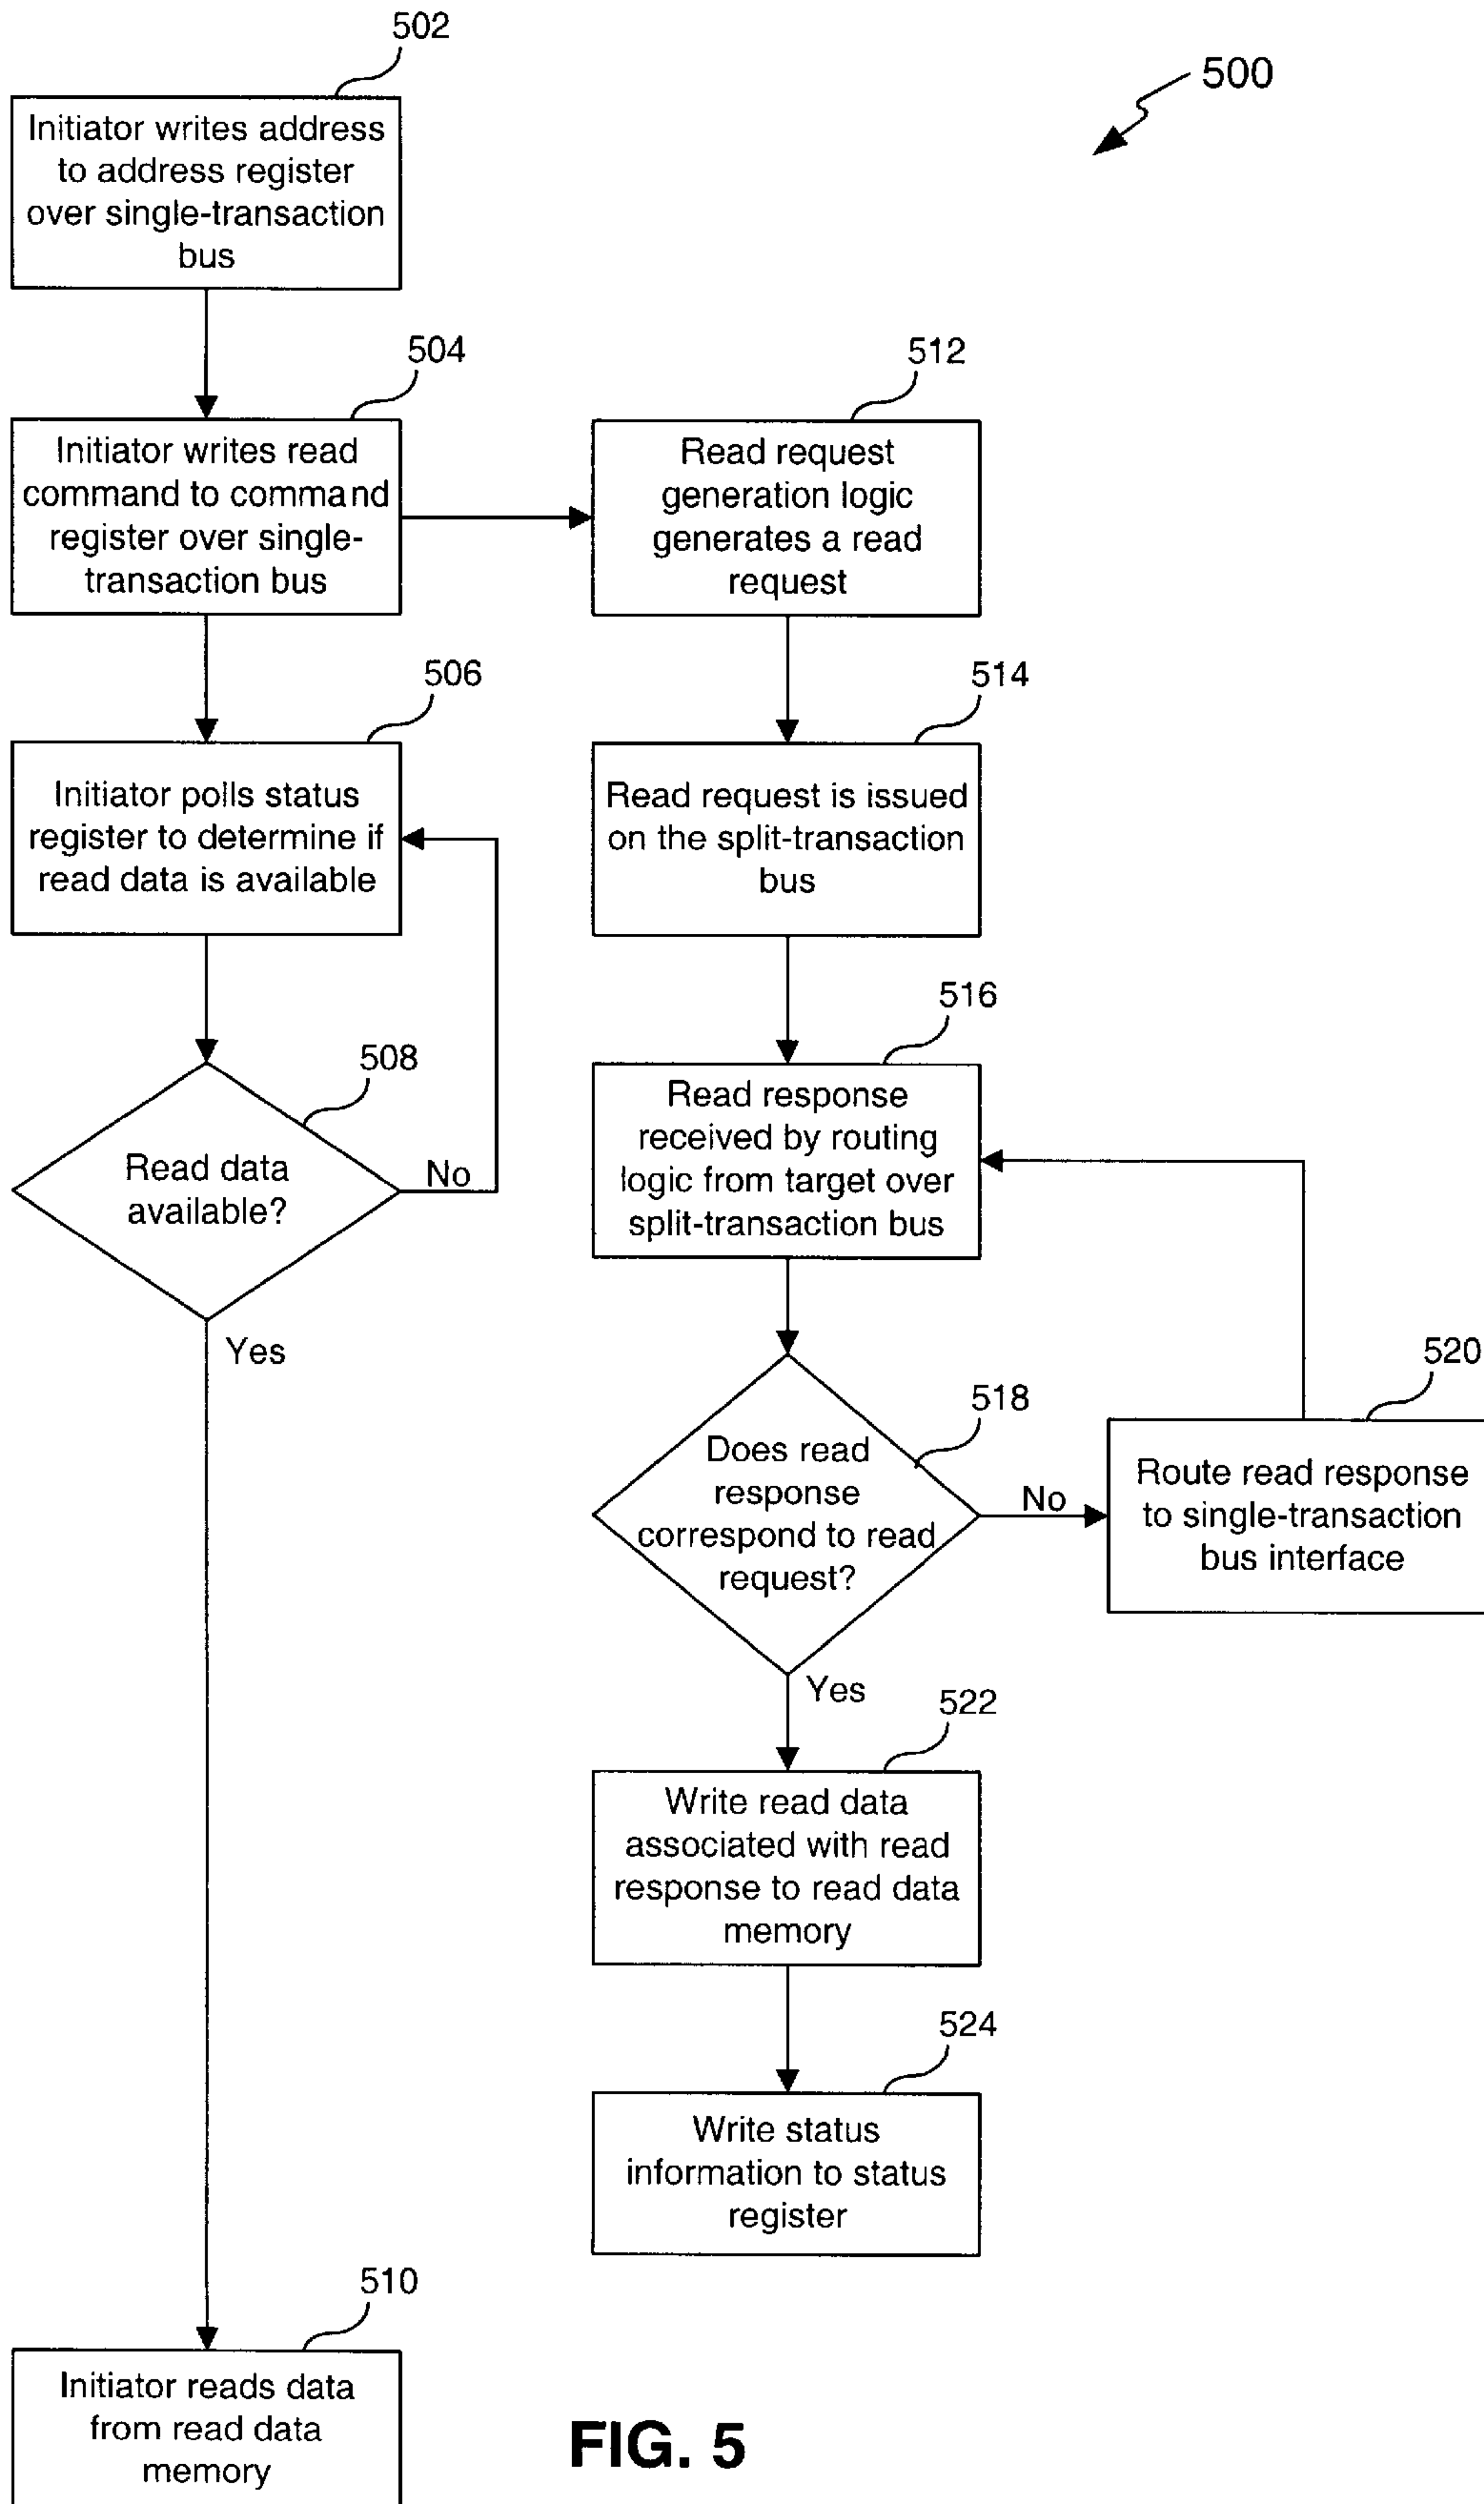 502
500
Initiator writes address
to address register
over single-transaction
bus
504
Initiator writes read
command to command
register over single-
transaction bus
512
Read request
generation logic
generates a read
request
506
Initiator polls status
register to determine if
read data is available
514
Read request is issued
on the split-transaction
bus
508
Read data
available?
No
Yes
516
Read response
received by routing
logic from target over
split-transaction bus
518
Does read
response
correspond to read
request?
No
520
Route read response
to single-transaction
bus interface
Yes
522
Write read data
associated with read
response to read data
memory
524
Write status
information to status
register
510
Initiator reads data
from read data
memory
FIG. 5